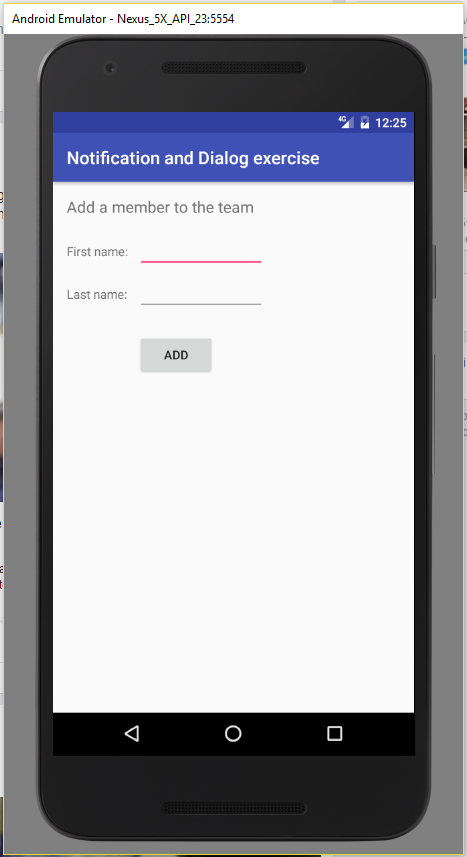 Android Emulator - Nexus_5X_API_23:5554
4G 12:25
Notification and Dialog exercise
Add a member to the team
First name:
Last name:
ADD